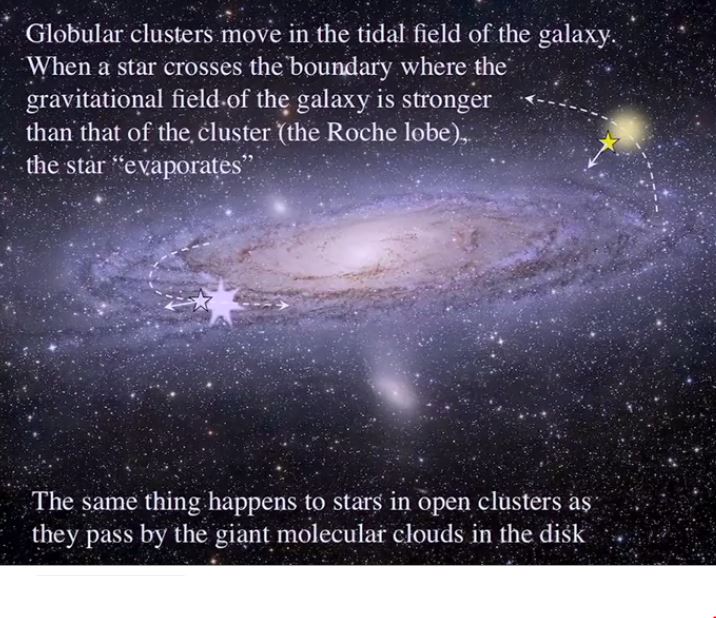 Globular clusters move in the tidal field of the galaxy.
When a star crosses the boundary where the
gravitational field of the galaxy is stronger
than that of the cluster (the Roche lobe),
the star “evaporates”
The same thing happens to stars in open clusters as
they pass by the giant molecular clouds in the disk